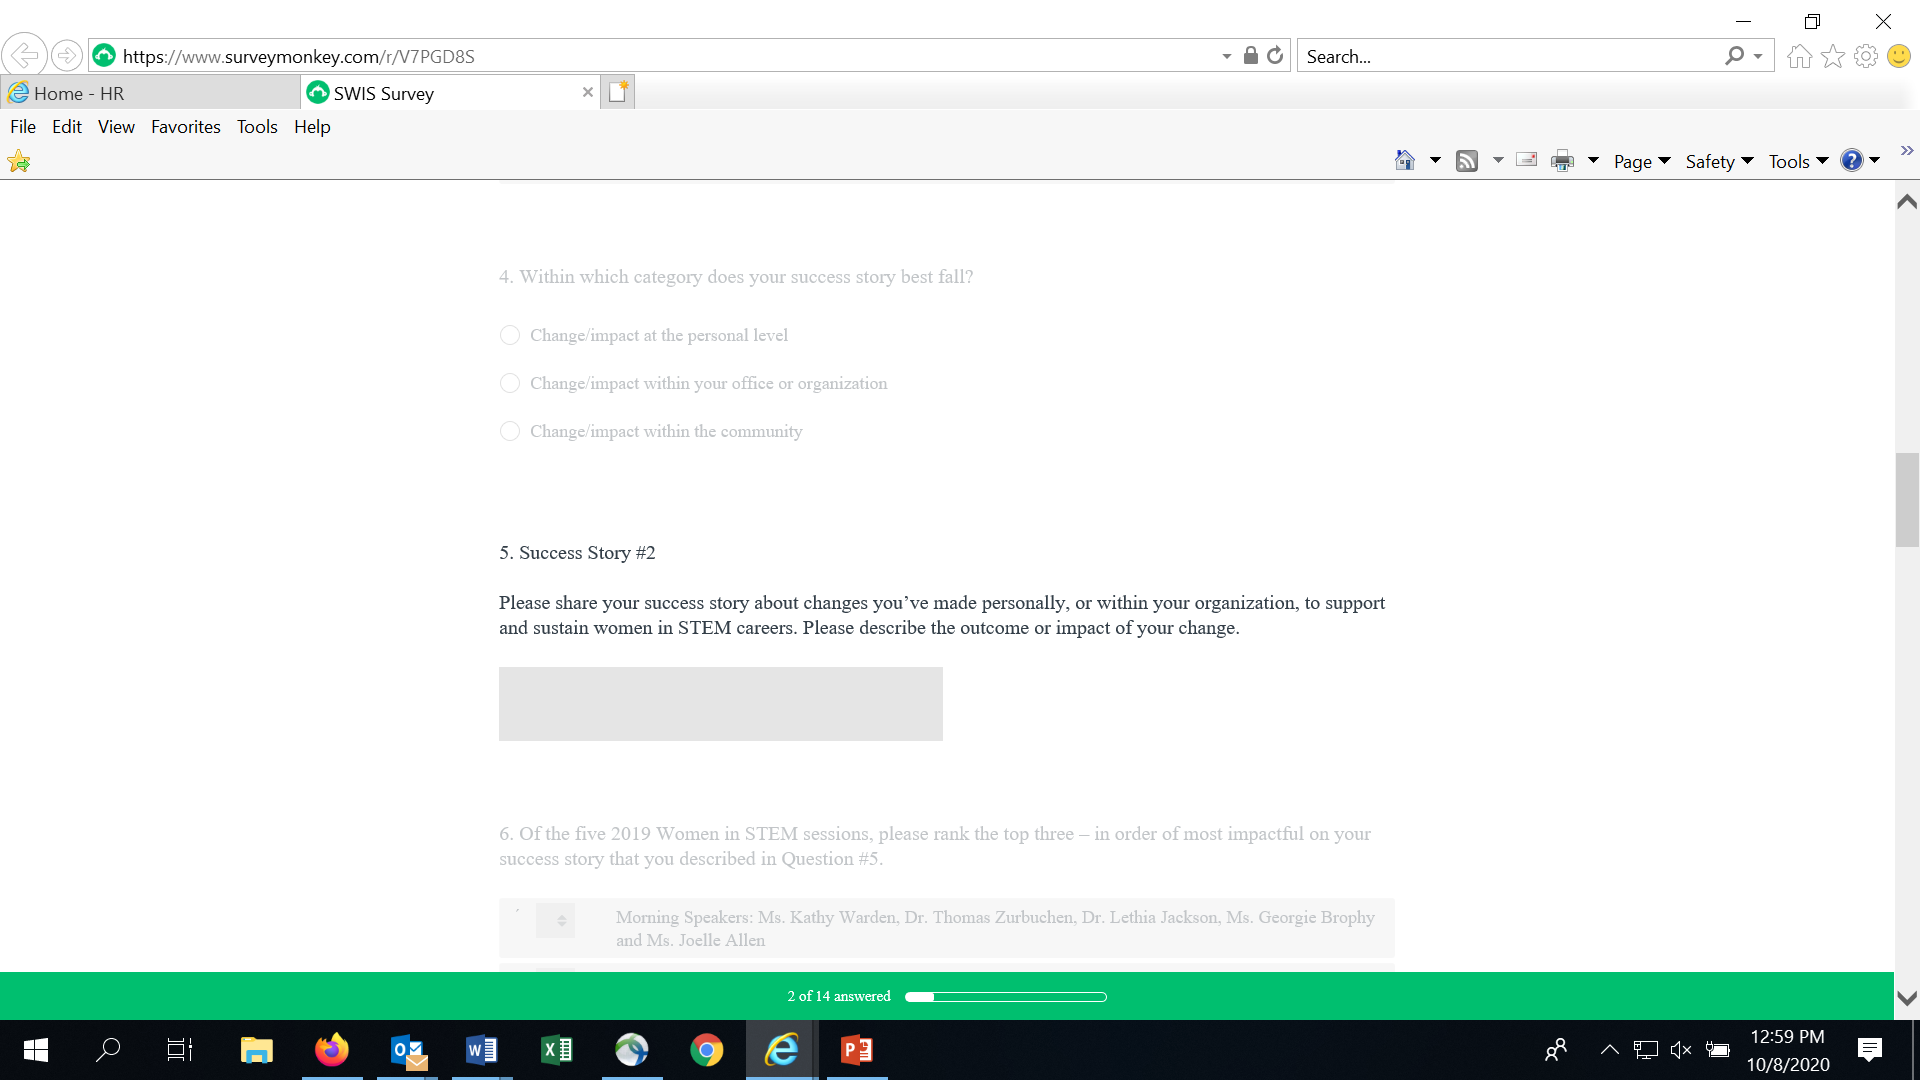 https://www.surveymonkey.com/r/V7PGD8S
Search...
Home - HR
SWIS Survey
File Edit View Favorites Tools Help
Page Safety Tools
4. Within which category does your success story best fall?
Change/impact at the personal level
Change/impact within your office or organization
Change/impact within the community
5. Success Story #2
Please share your success story about changes you’ve made personally, or within your organization, to support
and sustain women in STEM careers. Please describe the outcome or impact of your change.
6. Of the five 2019 Women in STEM sessions, please rank the top three – in order of most impactful on your
success story that you described in Question #5.
Morning Speakers: Ms. Kathy Warden, Dr. Thomas Zurbuchen, Dr. Lethia Jackson, Ms. Georgie Brophy
and Ms. Joelle Allen
2 of 14 answered
12:59 PM
10/8/2020